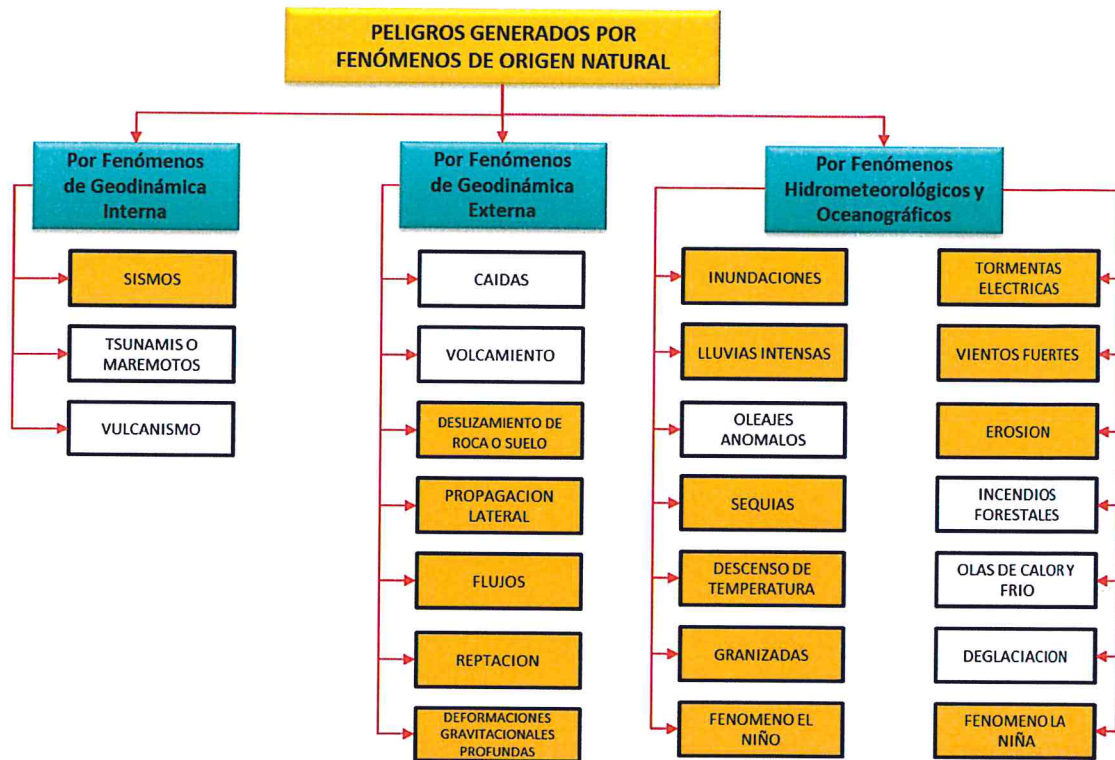 PELIGROS GENERADOS POR
FENÓMENOS DE ORIGEN NATURAL
Por Fenómenos
de Geodinámica
Interna
SISMOS
TSUNAMIS O
MAREMOTOS
VULCANISMO
Por Fenómenos
de Geodinámica
Externa
CAIDAS
VOLCAMIENTO
DESLIZAMIENTO DE
ROCA O SUELO
PROPAGACION
LATERAL
FLUJOS
REPTACION
DEFORMACIONES
GRAVITACIONALES
PROFUNDAS
Por Fenómenos
Hidrometeorológicos y
Oceanográficos
INUNDACIONES
LLUVIAS INTENSAS
OLEAJES
ANOMALOS
SEQUIAS
DESCENSO DE
TEMPERATURA
GRANIZADAS
FENOMENO EL
NIÑO
TORMENTAS
ELECTRICAS
VIENTOS FUERTES
EROSION
INCENDIOS
FORESTALES
OLAS DE CALOR Y
FRIO
DEGLACIACION
FENOMENO LA
NIÑA